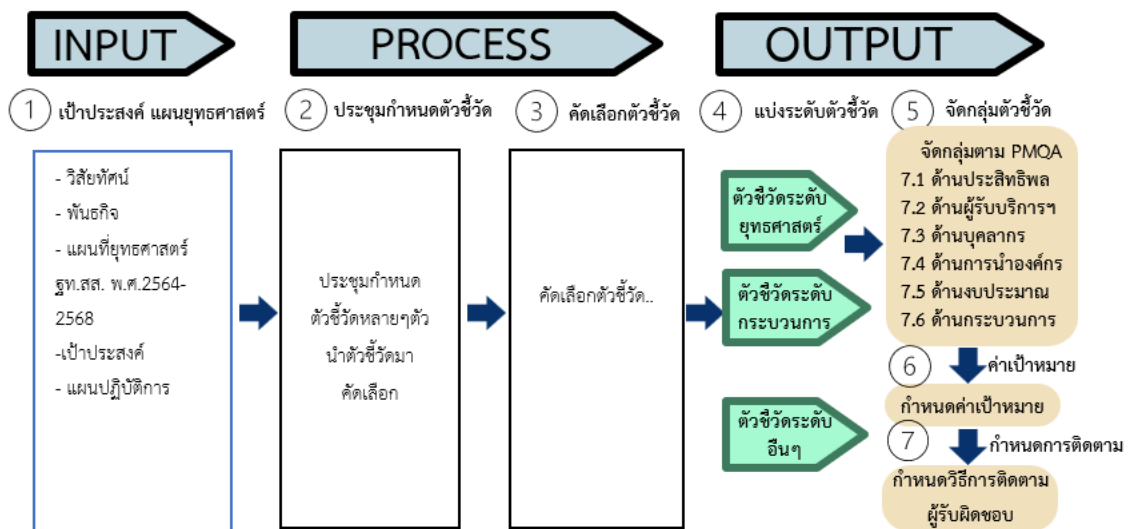 INPUT
PROCESS
OUTPUT
1 เป้าประสงค์ แผนยุทธศาสตร์
2 ประชุมกำหนดตัวชี้วัด
3 คัดเลือกตัวชี้วัด
4 แบ่งระดับตัวชี้วัด
5 จัดกลุ่มตัวชี้วัด
- วิสัยทัศน์
- พันธกิจ
- แผนที่ยุทธศาสตร์
ฐท.สส. พ.ศ.2564-
2568
-เป้าประสงค์
- แผนปฏิบัติการ
ประชุมกำหนด
ตัวชี้วัดหลายๆตัว
นำตัวชี้วัดมา
คัดเลือก
คัดเลือกตัวชี้วัด..
ตัวชี้วัดระดับ
ยุทธศาสตร์
ตัวชี้วัดระดับ
กระบวนการ
ตัวชี้วัดระดับ
อื่นๆ
จัดกลุ่มตาม PMQA
7.1 ด้านประสิทธิพล
7.2 ด้านผู้รับบริการฯ
7.3 ด้านบุคลากร
7.4 ด้านการนำองค์กร
7.5 ด้านงบประมาณ
7.6 ด้านกระบวนการ
6 ค่าเป้าหมาย
กำหนดค่าเป้าหมาย
7 กำหนดการติดตาม
กำหนดวิธีการติดตาม
ผู้รับผิดชอบ